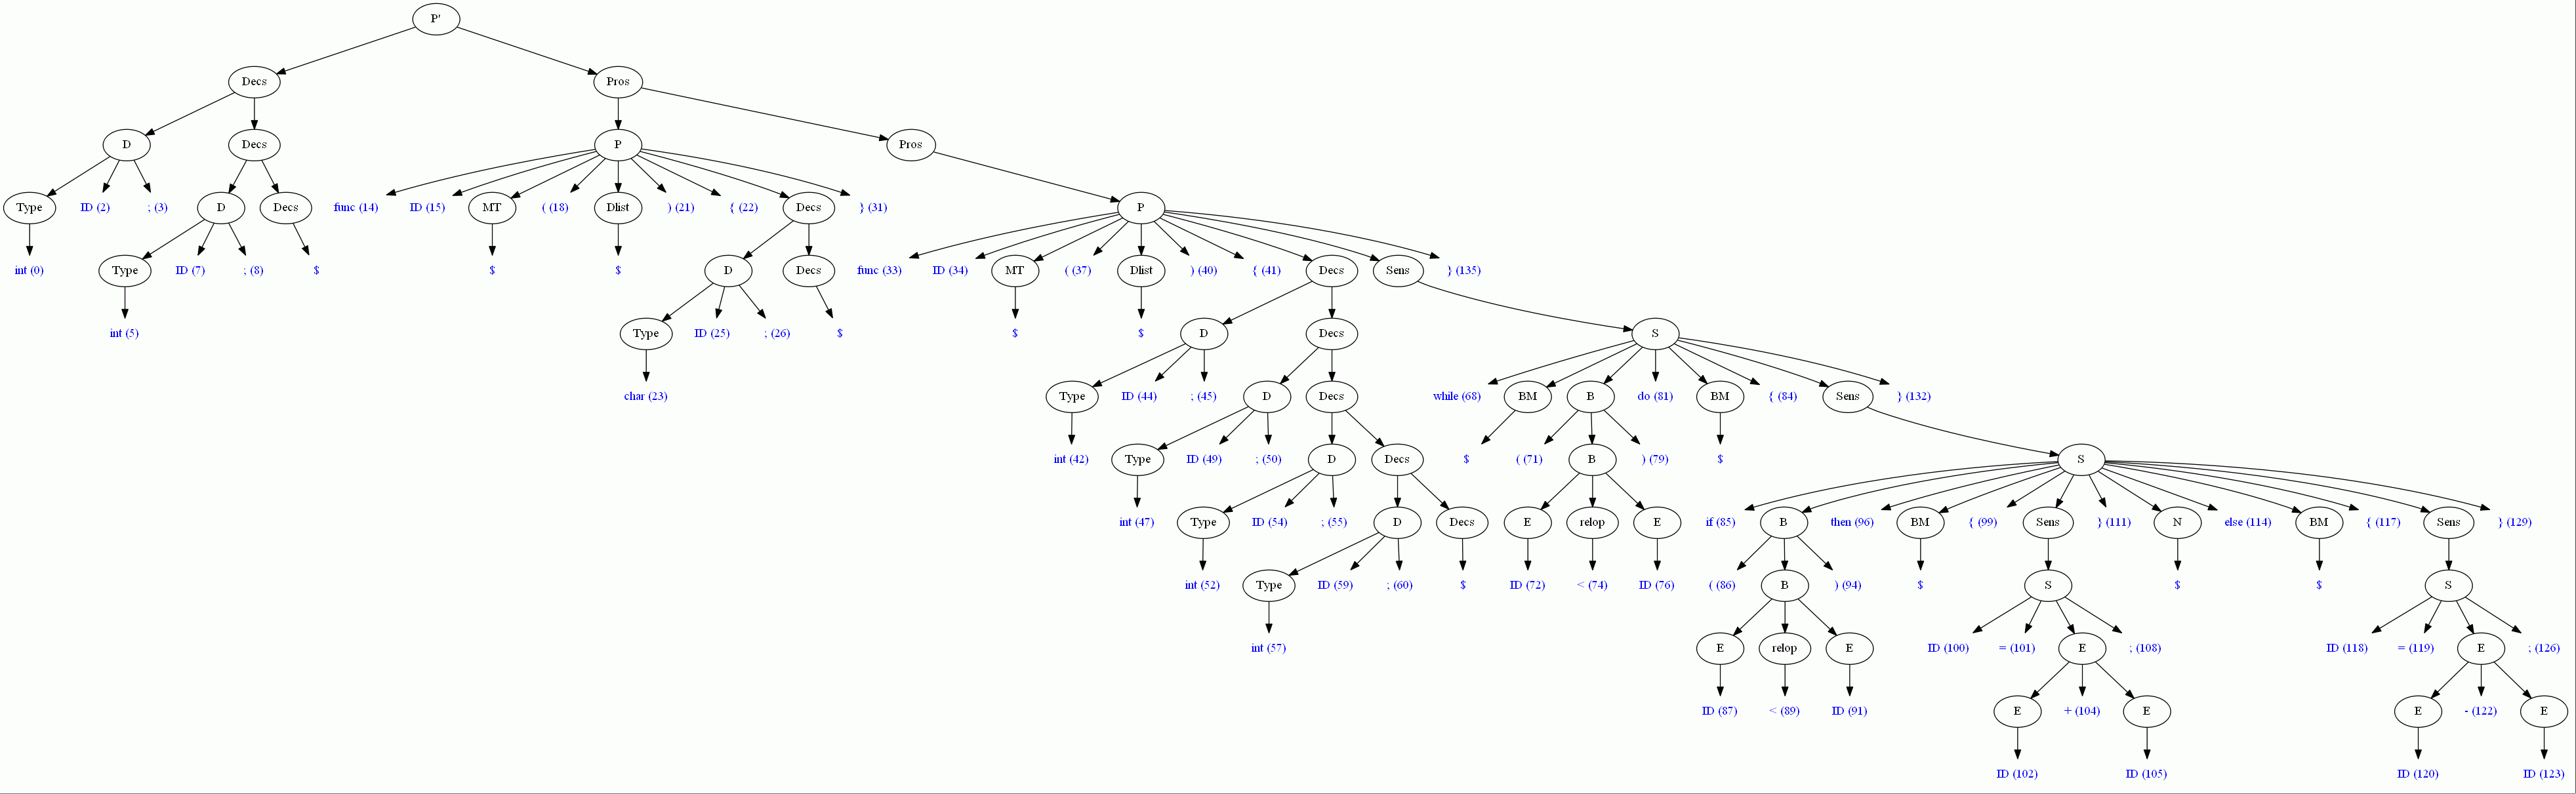 P'
Decs Pros
D Decs P Pros
Type ID (2) ; (3) D Decs func (14) ID (15) MT ( (18) Dlist ) (21) { (22) Decs } (31) P
int (0) Type ID (7) ; (8) $ $ $ D Decs func (33) ID (34) MT ( (37) Dlist ) (40) { (41) Decs Sens } (135)
int (5) Type ID (25) ; (26) $ $ $ D Decs S
char (23) Type ID (44) ; (45) D Decs while (68) BM B do (81) BM { (84) Sens } (132)
int (42) Type ID (49) ; (50) D Decs $ ( (71) B ) (79) $ S
int (47) Type ID (54) ; (55) D Decs E relop E if (85) B then (96) BM { (99) Sens } (111) N else (114) BM { (117) Sens } (129)
int (52) Type ID (59) ; (60) $ ID (72) < (74) ID (76) ( (86) B ) (94) $ S $ $ S
int (57) E relop E ID (100) = (101) E ; (108) ID (118) = (119) E ; (126)
ID (87) < (89) ID (91) E + (104) E E - (122) E
ID (102) ID (105) ID (120) ID (123)